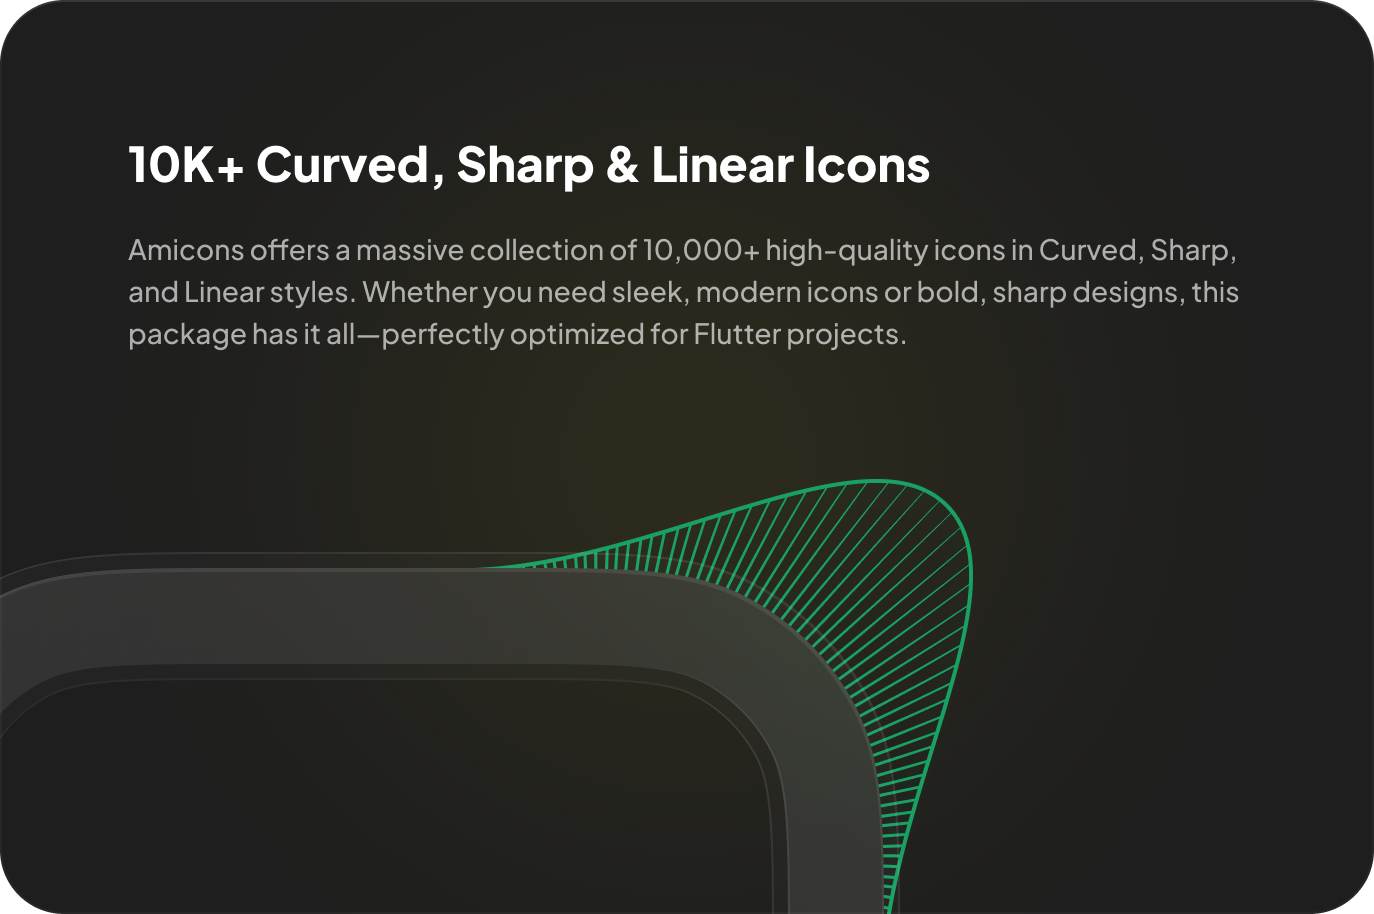 10K+ Curved, Sharp & Linear Icons
Amicons offers a massive collection of 10,000+ high-quality icons in Curved, Sharp,
and Linear styles. Whether you need sleek, modern icons or bold, sharp designs, this
package has it all—perfectly optimized for Flutter projects.